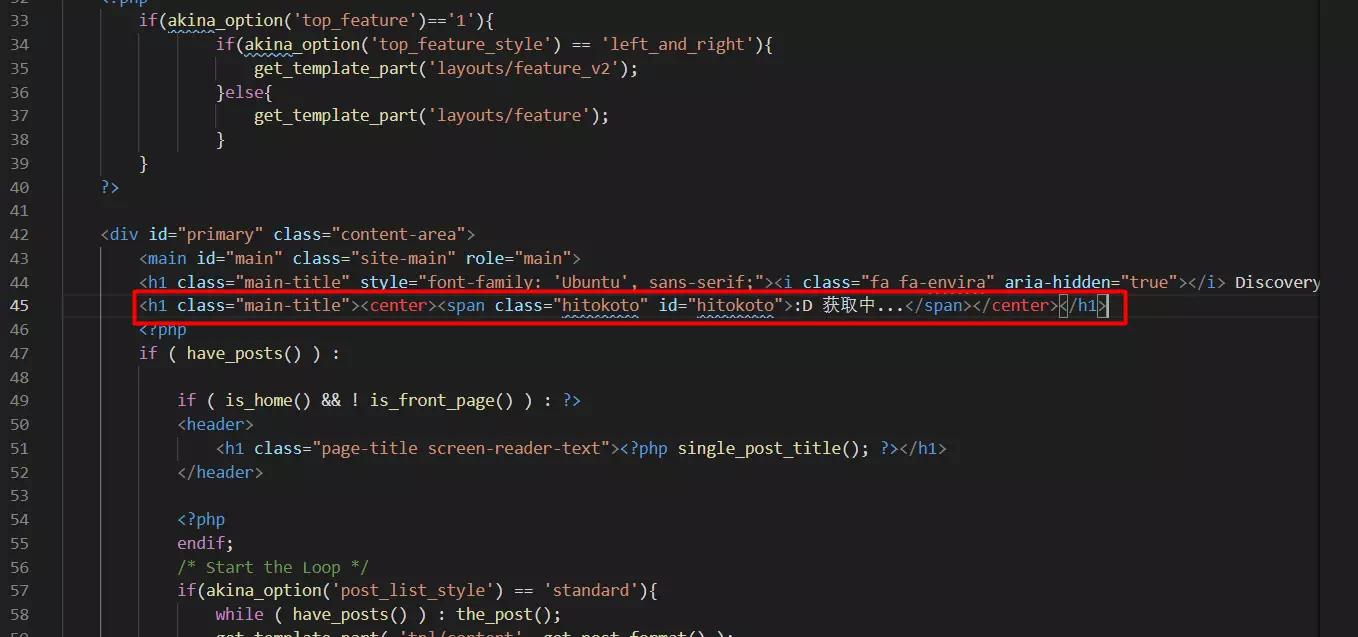 <?php
33 if(akina_option('top_feature')=='1'){
34 if(akina_option('top_feature_style') == 'left_and_right'){
35 get_template_part('layouts/feature_v2');
36 }else{
37 get_template_part('layouts/feature');
38 }
39 }
40 ?>
41
42 <div id="primary" class="content-area">
43 <main id="main" class="site-main" role="main">
44 <h1 class="main-title" style="font-family: 'Ubuntu', sans-serif;"><i class="fa fa-envira" aria-hidden="true"></i> Discovery
45 <h1 class="main-title"><center><span class="hitokoto" id="hitokoto">:D 获取中...</span></center></h1>
46 <?php
47 if ( have_posts() ) :
48
49 if ( is_home() && ! is_front_page() ) : ?>
50 <header>
51 <h1 class="page-title screen-reader-text"><?php single_post_title(); ?></h1>
52 </header>
53
54 <?php
55 endif;
56 /* Start the Loop */
57 if(akina_option('post_list_style') == 'standard'){
58 while ( have_posts() ) : the_post();
get_template_part( 'tpl/content', get_post_format() );